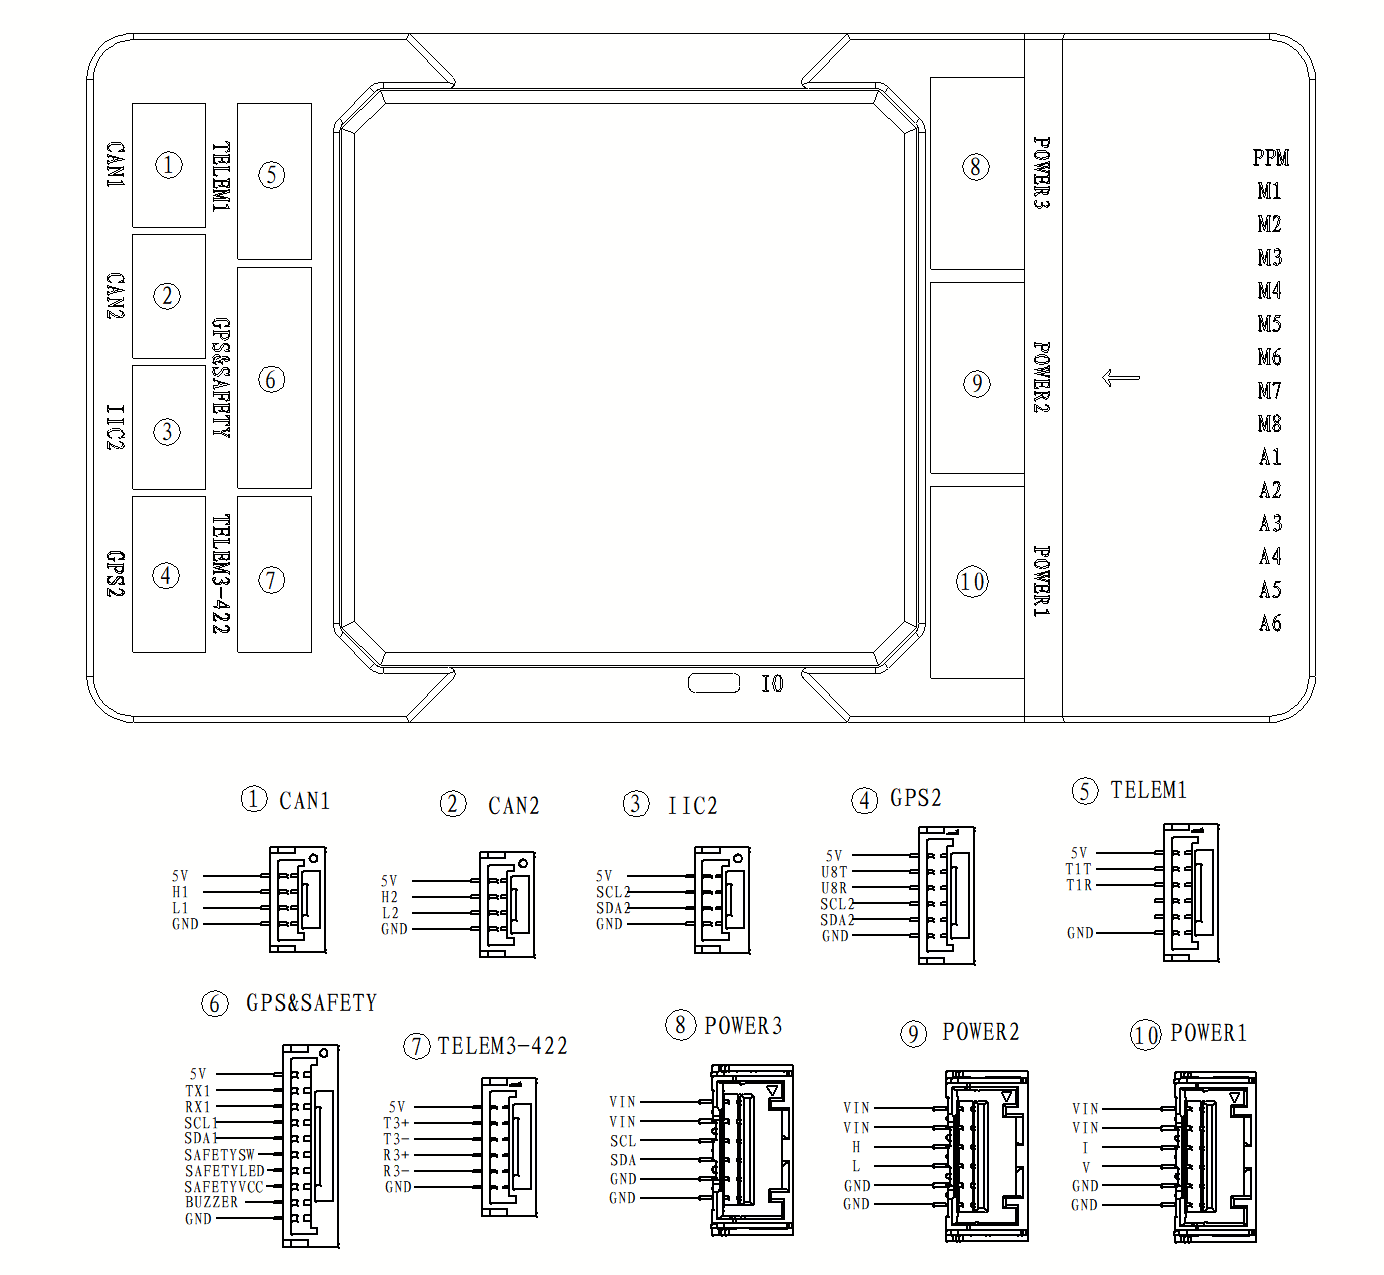 CAN1
①
TELEM1
⑤
⑧
POWER3
PPM
M1
M2
M3
M4
M5
M6
M7
M8
A1
A2
A3
A4
A5
A6
CAN2
②
GPS&SAFETY
⑥
⑨
POWER2
←
IIC2
③
GPS2
④
TELEM3-422
⑦
⑩
POWER1
IO
① CAN1
5V
H1
L1
GND
② CAN2
5V
H2
L2
GND
③ IIC2
5V
SCL2
SDA2
GND
④ GPS2
5V
U8T
U8R
SCL2
SDA2
GND
⑤ TELEM1
5V
T1T
T1R
GND
⑥ GPS&SAFETY
5V
TX1
RX1
SCL1
SDA1
SAFETYSW
SAFETYLED
SAFETYVCC
BUZZER
GND
⑦ TELEM3-422
5V
T3+
T3-
R3+
R3-
GND
⑧ POWER3
VIN
VIN
SCL
SDA
GND
GND
⑨ POWER2
VIN
VIN
H
L
GND
GND
⑩ POWER1
VIN
VIN
I
V
GND
GND